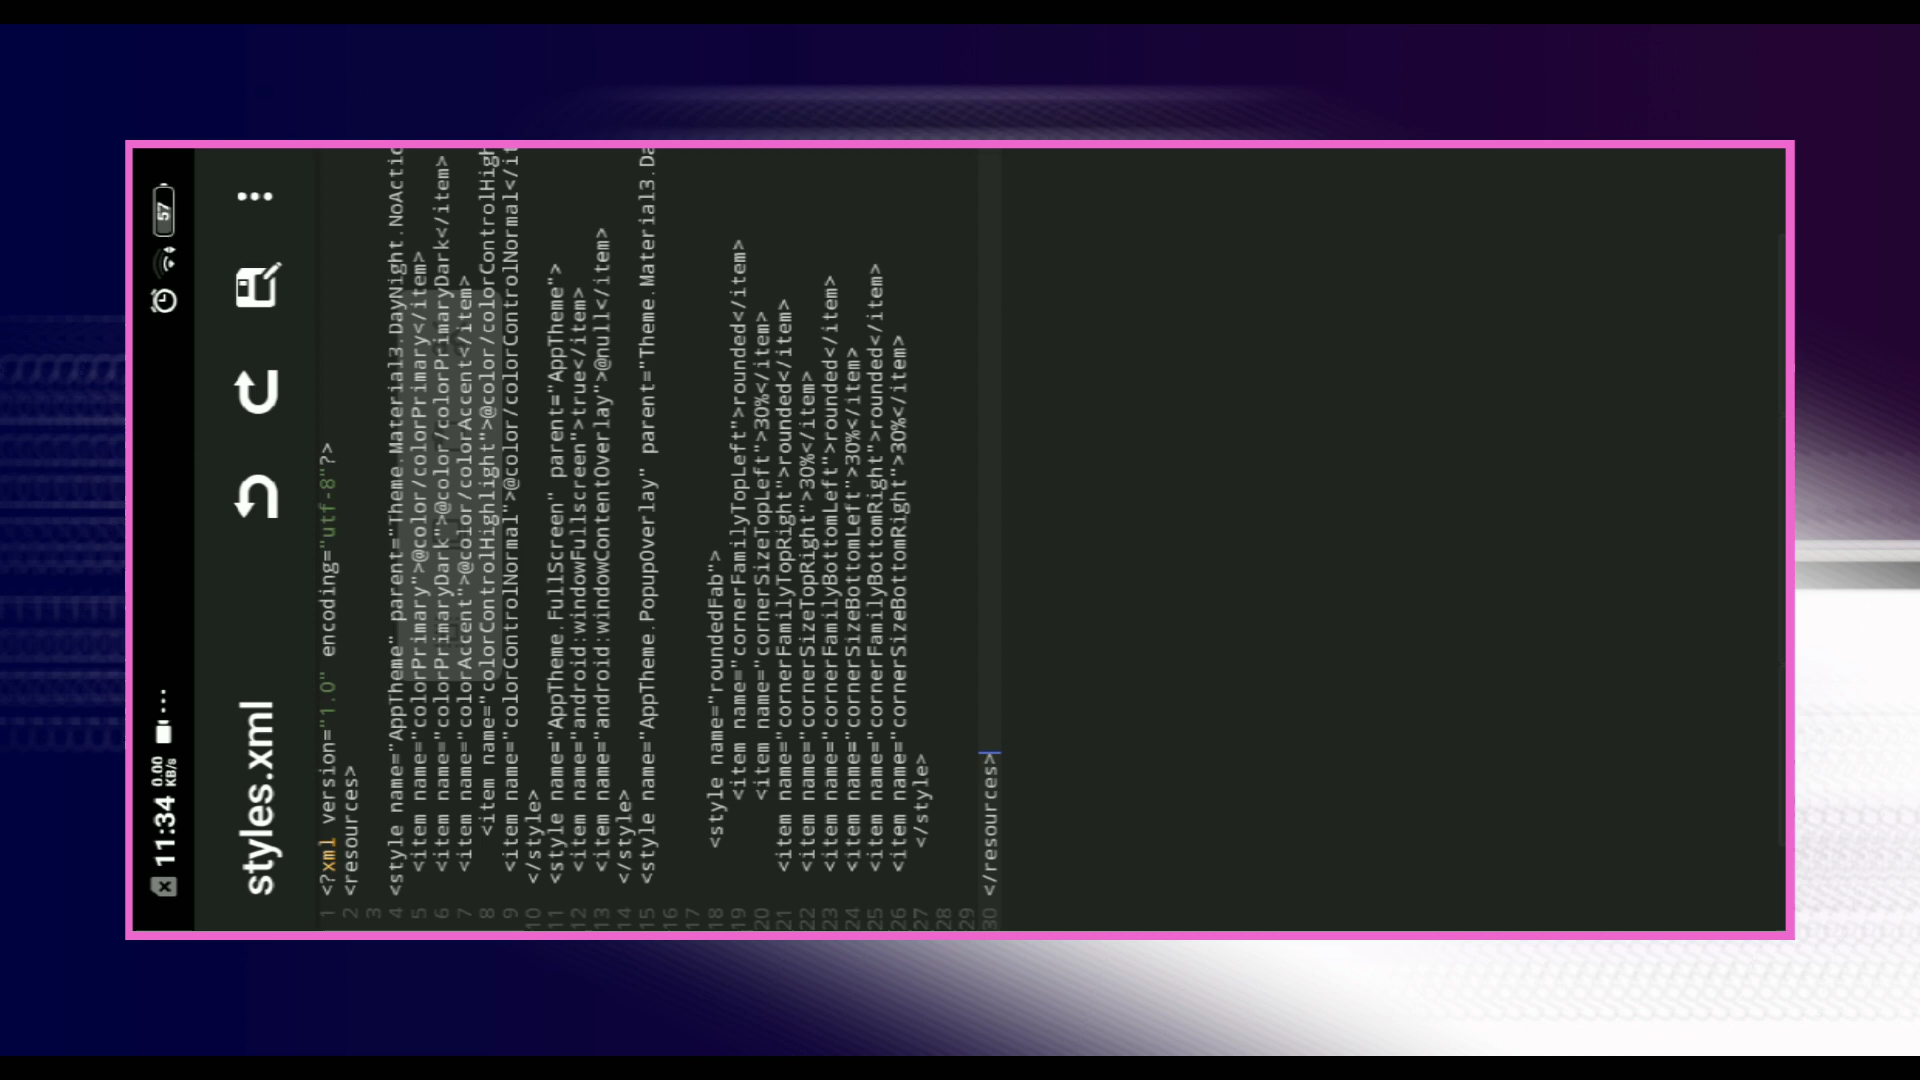 11:34 0.00 KB/s ... 57
styles.xml
1 <?xml version="1.0" encoding="utf-8"?>
2 <resources>
3
4 <style name="AppTheme" parent="Theme.Material3.DayNight.NoActio
5 <item name="colorPrimary">@color/colorPrimary</item>
6 <item name="colorPrimaryDark">@color/colorPrimaryDark</item>
7 <item name="colorAccent">@color/colorAccent</item>
8 <item name="colorControlHighlight">@color/colorControlHigh
9 <item name="colorControlNormal">@color/colorControlNormal</it
10 </style>
11 <style name="AppTheme.FullScreen" parent="AppTheme">
12 <item name="android:windowFullscreen">true</item>
13 <item name="android:windowContentOverlay">@null</item>
14 </style>
15 <style name="AppTheme.PopupOverlay" parent="Theme.Material3.Da
16
17
18 <style name="roundedFab">
19 <item name="cornerFamilyTopLeft">rounded</item>
20 <item name="cornerSizeTopLeft">30%</item>
21 <item name="cornerFamilyTopRight">rounded</item>
22 <item name="cornerSizeTopRight">30%</item>
23 <item name="cornerFamilyBottomLeft">rounded</item>
24 <item name="cornerSizeBottomLeft">30%</item>
25 <item name="cornerFamilyBottomRight">rounded</item>
26 <item name="cornerSizeBottomRight">30%</item>
27 </style>
28
29
30 </resources>